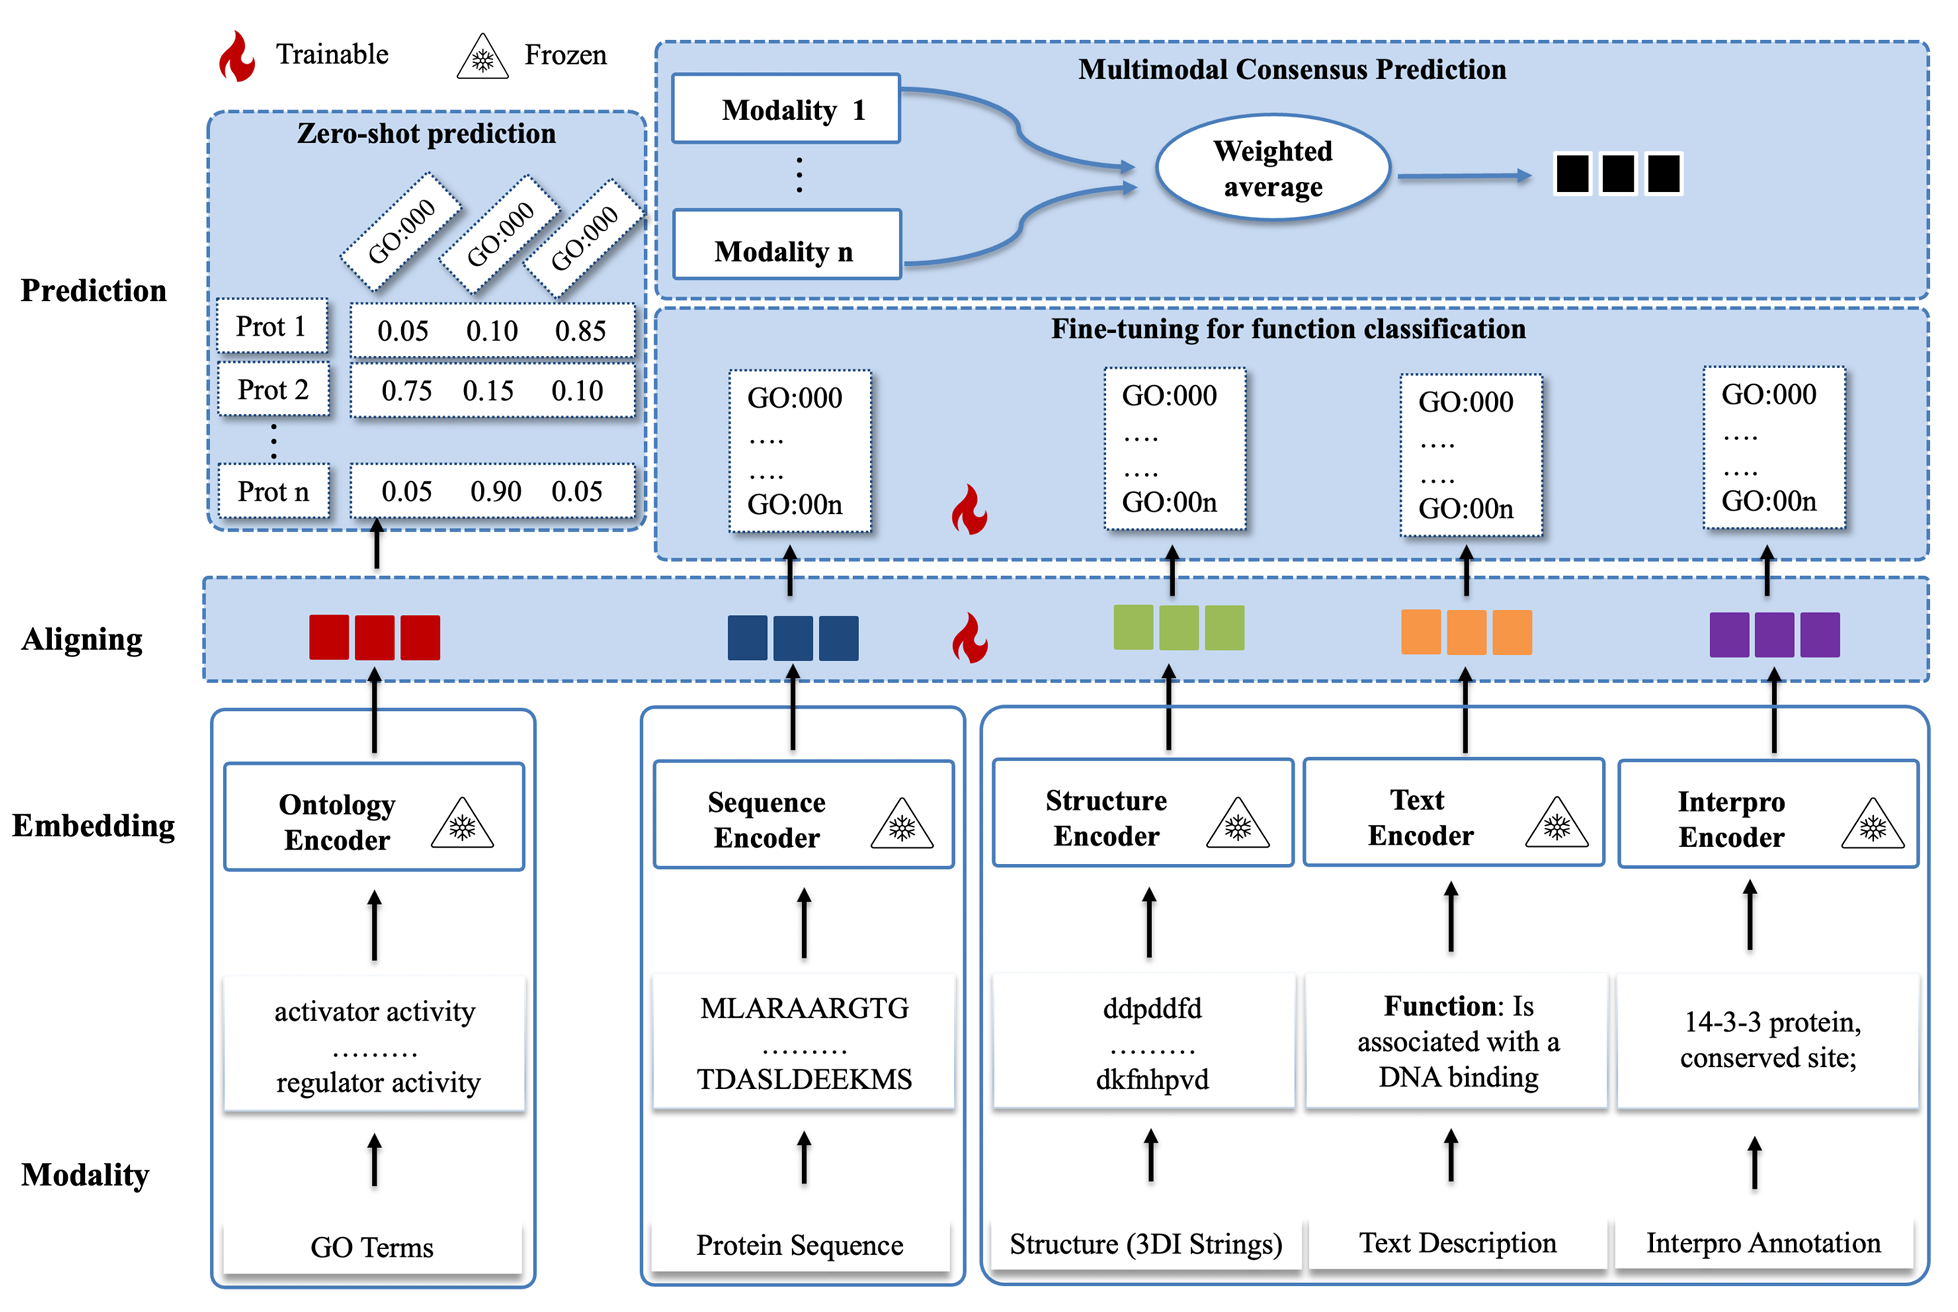 Trainable
Frozen
Multimodal Consensus Prediction
Modality 1
⋮
Modality n
Weighted
average
Zero-shot prediction
GO:000 GO:000 GO:000
Prot 1 0.05 0.10 0.85
Prot 2 0.75 0.15 0.10
⋮
Prot n 0.05 0.90 0.05
Prediction
Fine-tuning for function classification
GO:000
....
....
GO:00n
GO:000
....
....
GO:00n
GO:000
....
....
GO:00n
GO:000
....
....
GO:00n
Aligning
Embedding
Ontology
Encoder
Sequence
Encoder
Structure
Encoder
Text
Encoder
Interpro
Encoder
activator activity
.........
regulator activity
MLARAARGTG
.........
TDASLDEEKMS
ddpddfd
.........
dkfnhpvd
Function: Is
associated with a
DNA binding
14-3-3 protein,
conserved site;
Modality
GO Terms
Protein Sequence
Structure (3DI Strings)
Text Description
Interpro Annotation